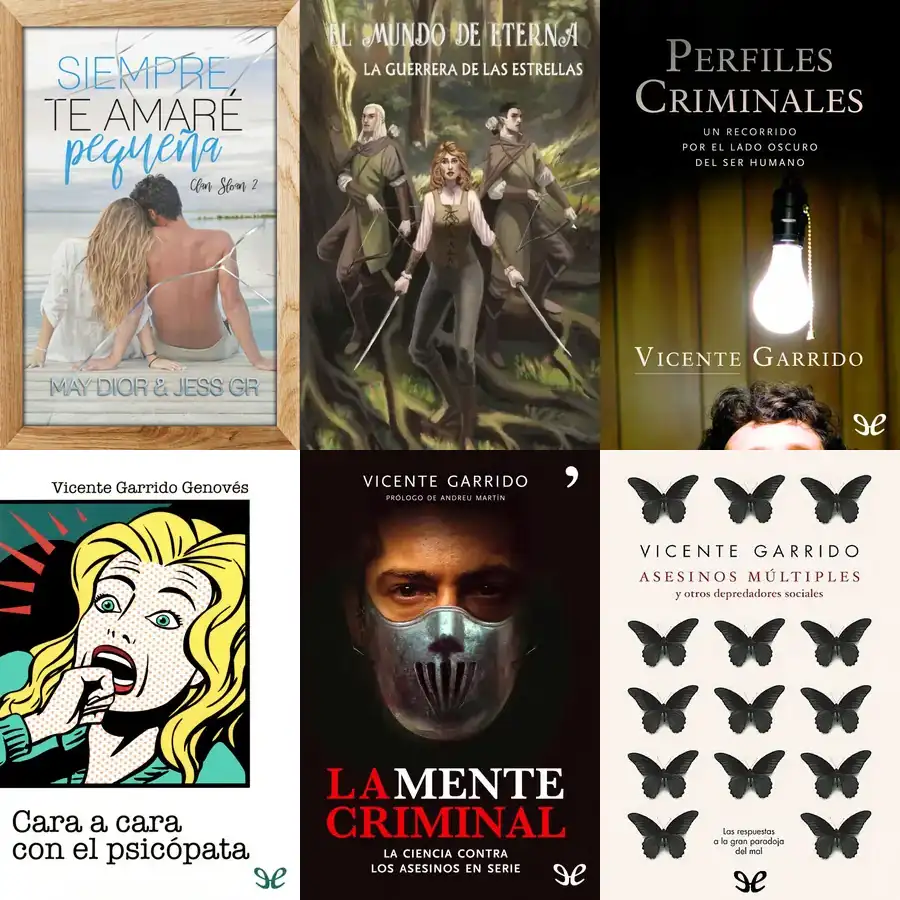 SIEMPRE
TE AMARÉ
pequeña
Clan Sloan 2
MAY DIOR & JESS GR
EL MUNDO DE ETERNA
LA GUERRERA DE LAS ESTRELLAS
PERFILES
CRIMINALES
UN RECORRIDO
POR EL LADO OSCURO
DEL SER HUMANO
VICENTE GARRIDO
Vicente Garrido Genovés
Cara a cara
con el psicópata
VICENTE GARRIDO
PRÓLOGO DE ANDREU MARTÍN
LA MENTE
CRIMINAL
LA CIENCIA CONTRA
LOS ASESINOS EN SERIE
VICENTE GARRIDO
ASESINOS MÚLTIPLES
y otros depredadores sociales
Las respuestas
a la gran paradoja
del mal